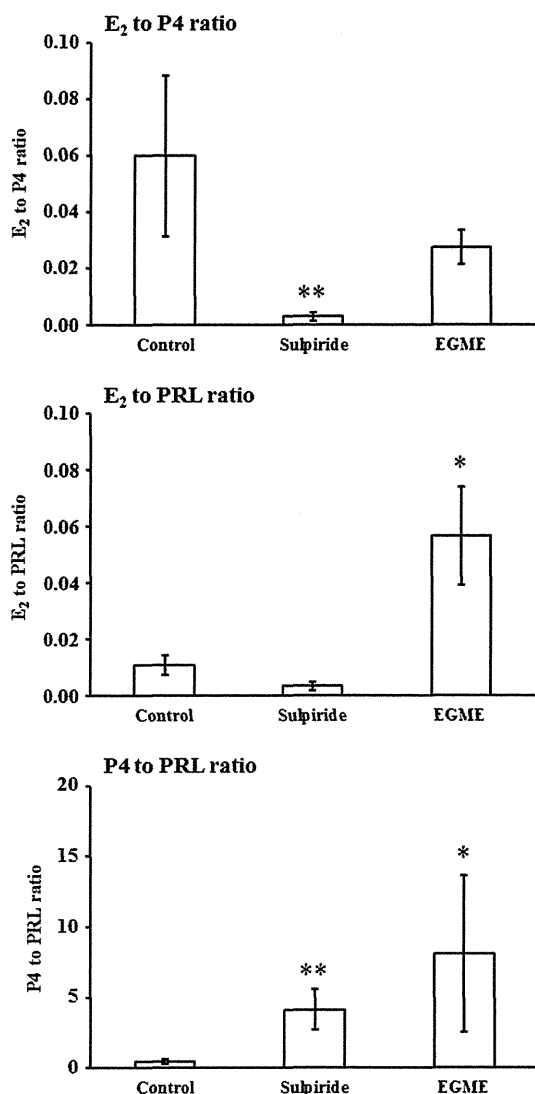 E₂ to P4 ratio
0.10
0.08
0.06
0.04
0.02
0.00
E₂ to P4 ratio
**
Control Sulpiride EGME
E₂ to PRL ratio
0.10
0.08
0.06
0.04
0.02
0.00
E₂ to PRL ratio
*
Control Sulpiride EGME
P4 to PRL ratio
20
15
10
5
0
P4 to PRL ratio
**
*
Control Sulpiride EGME